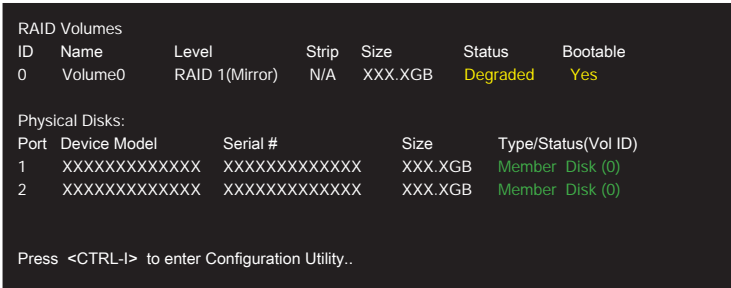 RAID Volumes
ID Name Level Strip Size Status Bootable
0 Volume0 RAID 1(Mirror) N/A XXX.XGB Degraded Yes
Physical Disks:
Port Device Model Serial # Size Type/Status(Vol ID)
1 XXXXXXXXXXXXX XXXXXXXXXXXXX XXX.XGB Member Disk (0)
2 XXXXXXXXXXXXX XXXXXXXXXXXXX XXX.XGB Member Disk (0)
Press <CTRL-I> to enter Configuration Utility..